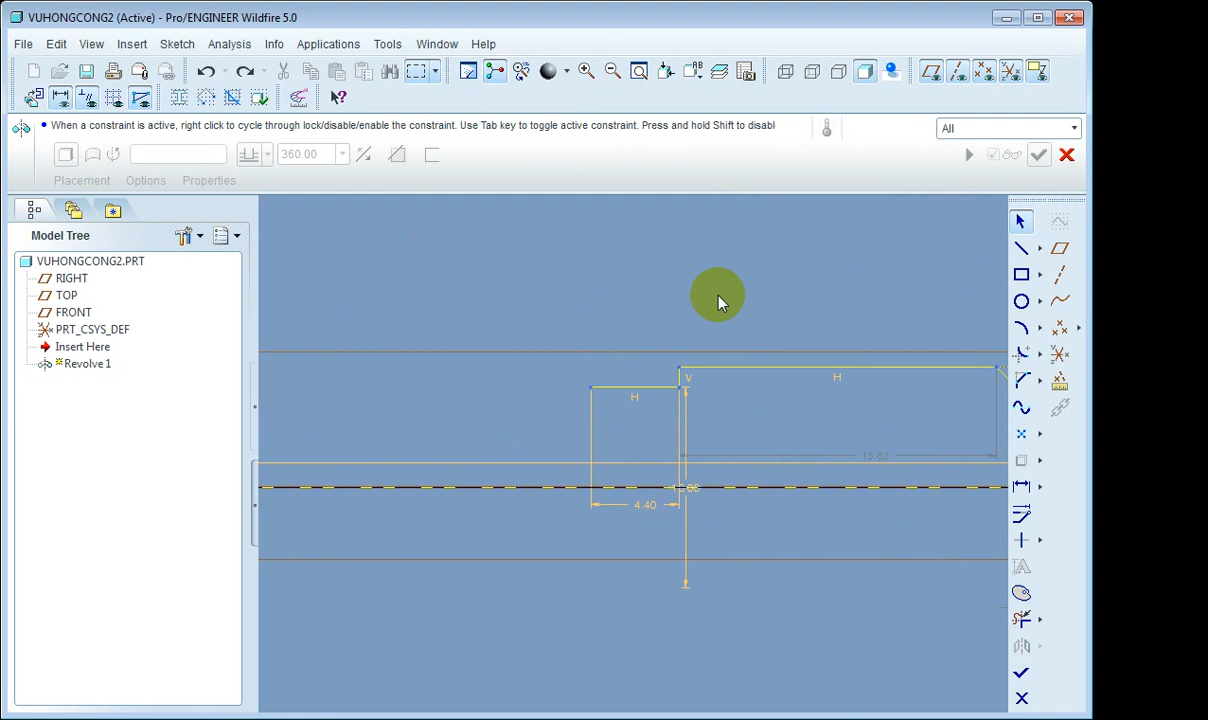 VUHONGCONG2 (Active) - Pro/ENGINEER Wildfire 5.0
File Edit View Insert Sketch Analysis Info Applications Tools Window Help
• When a constraint is active, right click to cycle through lock/disable/enable the constraint. Use Tab key to toggle active constraint. Press and hold Shift to disabl
All
360.00
Placement Options Properties
Model Tree
VUHONGCONG2.PRT
RIGHT
TOP
FRONT
PRT_CSYS_DEF
Insert Here
Revolve 1
V
H
H
15.82
4.40